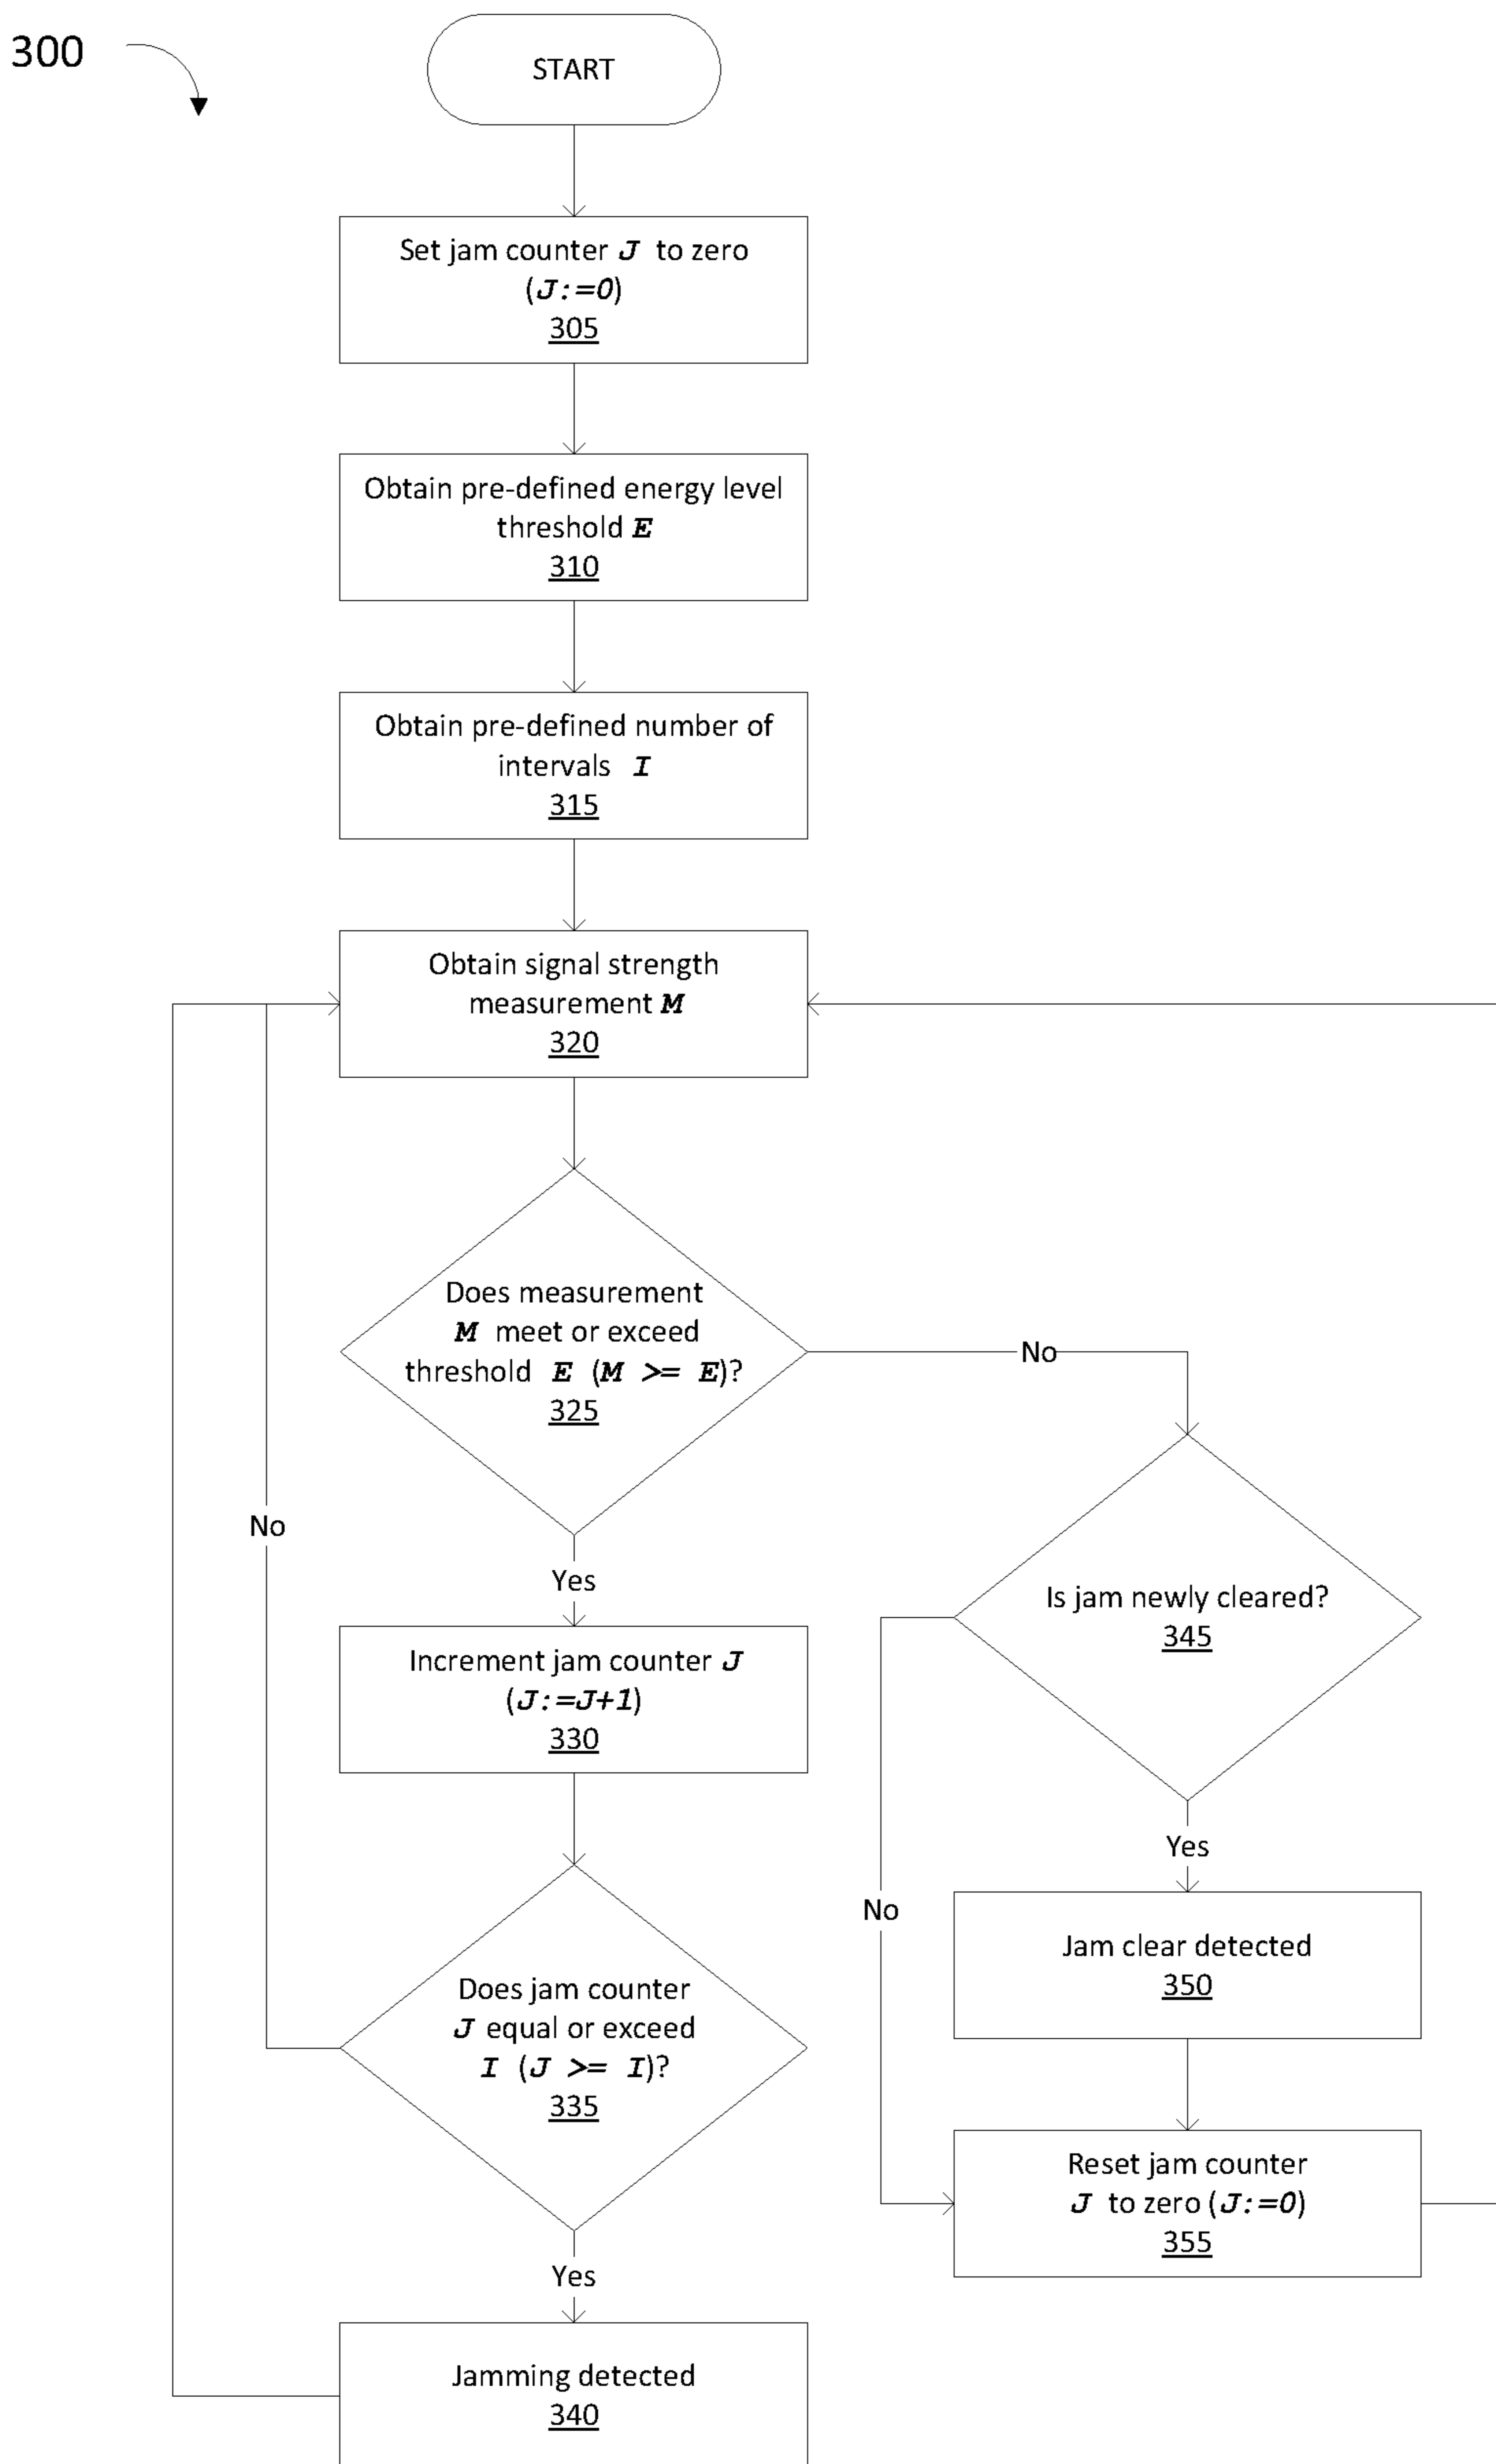 300
START
Set jam counter J to zero
(J:=0)
305
Obtain pre-defined energy level
threshold E
310
Obtain pre-defined number of
intervals I
315
Obtain signal strength
measurement M
320
Does measurement
M meet or exceed
threshold E (M >= E)?
325
No
Yes
Increment jam counter J
(J:=J+1)
330
No
Does jam counter
J equal or exceed
I (J >= I)?
335
Yes
Jamming detected
340
Is jam newly cleared?
345
Yes
No
Jam clear detected
350
Reset jam counter
J to zero (J:=0)
355